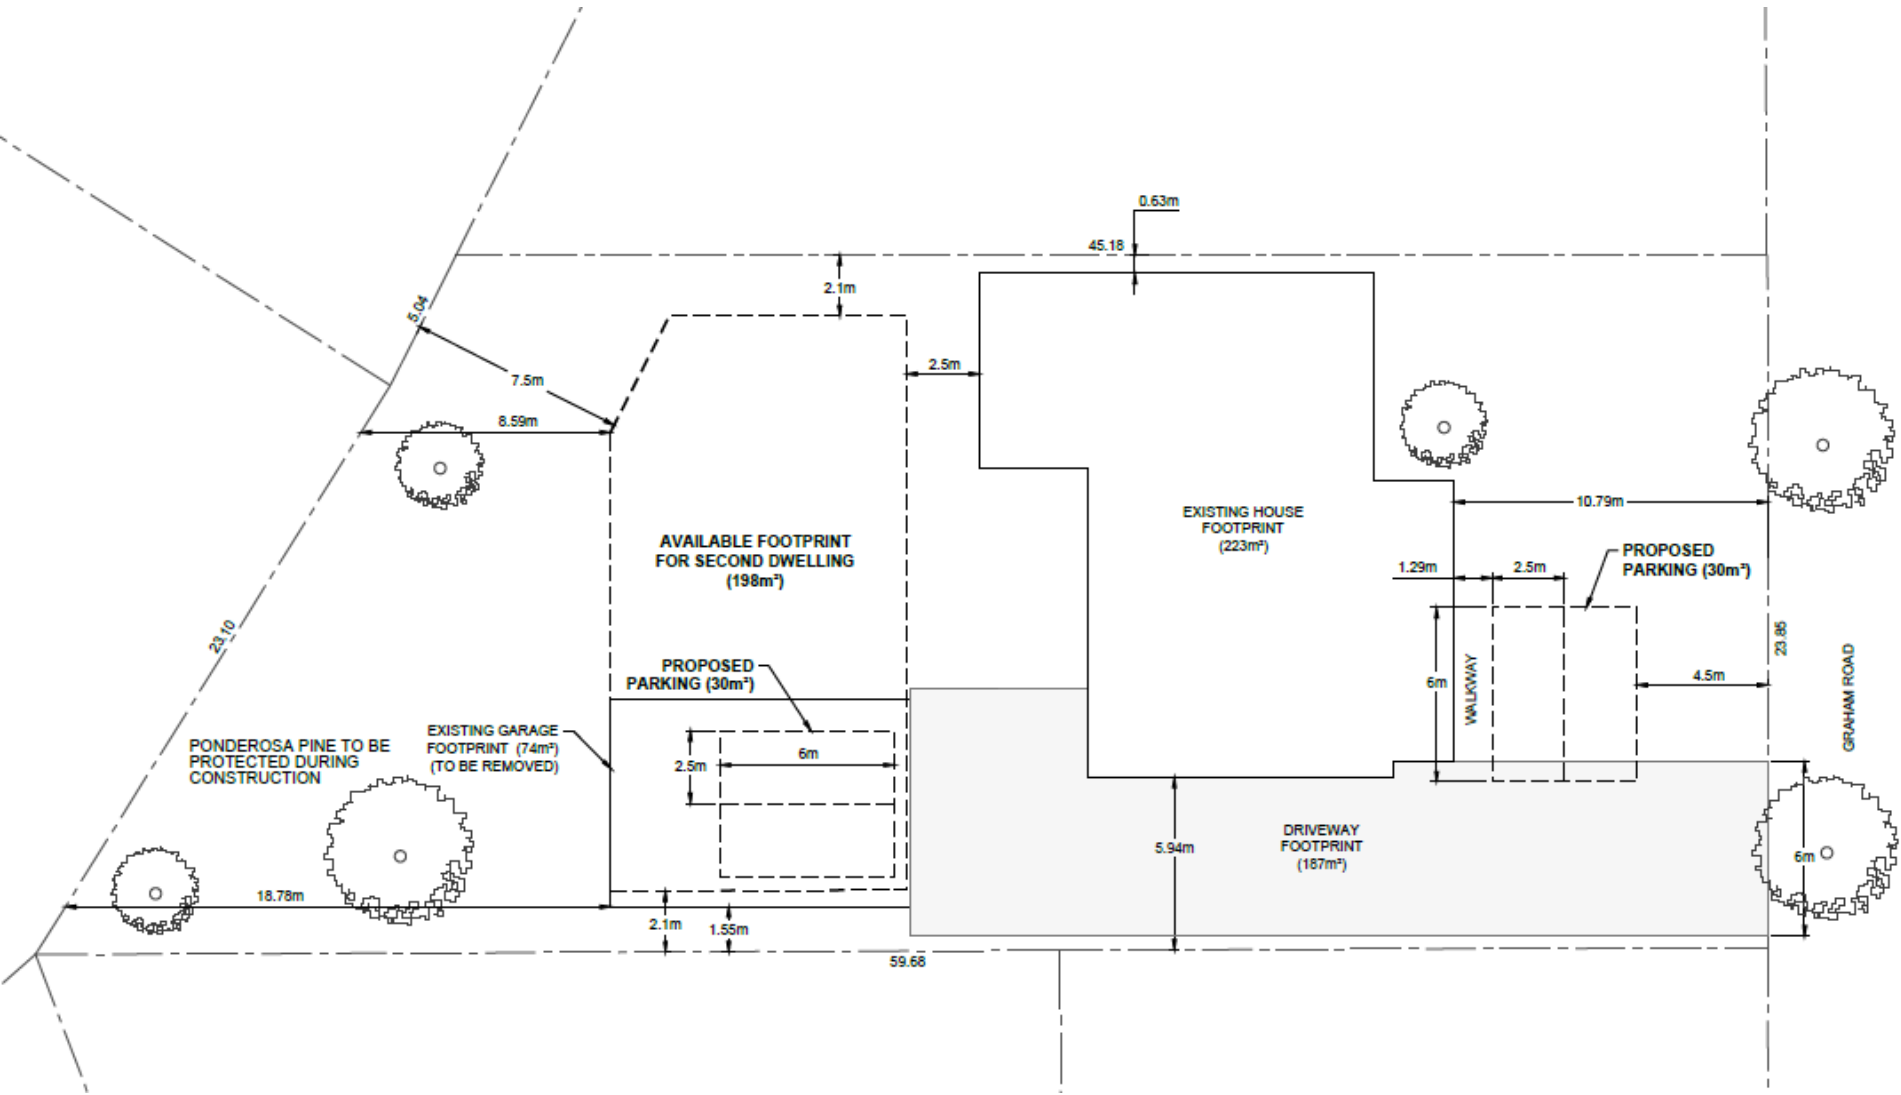 0.63m
45.18
2.1m
5.04
7.5m
2.5m
8.59m
10.79m
EXISTING HOUSE
FOOTPRINT
(223m²)
AVAILABLE FOOTPRINT
FOR SECOND DWELLING
(198m²)
PROPOSED
PARKING (30m²)
1.29m
2.5m
23.10
23.85
PROPOSED
PARKING (30m²)
6m
WALKWAY
4.5m
GRAHAM ROAD
EXISTING GARAGE
FOOTPRINT (74m²)
(TO BE REMOVED)
PONDEROSA PINE TO BE
PROTECTED DURING
CONSTRUCTION
2.5m
6m
DRIVEWAY
FOOTPRINT
(187m²)
5.94m
6m
18.78m
2.1m
1.55m
59.68